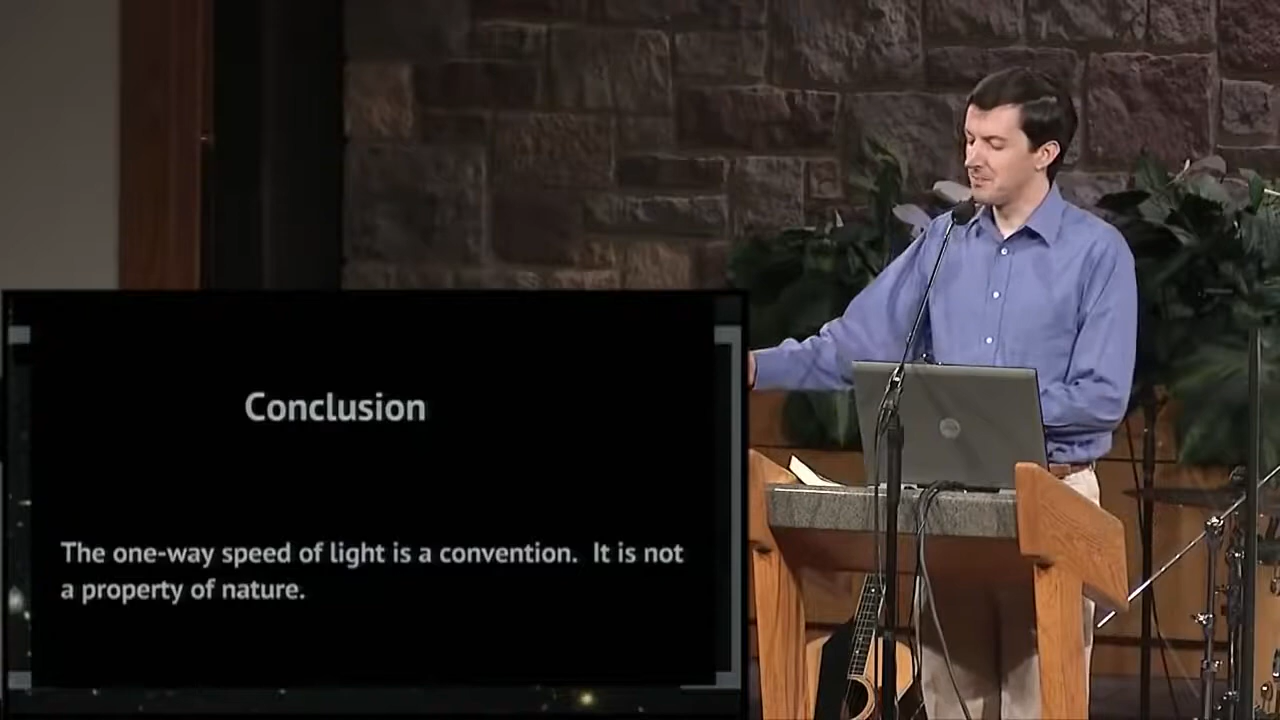 Conclusion
The one-way speed of light is a convention.  It is not
a property of nature.